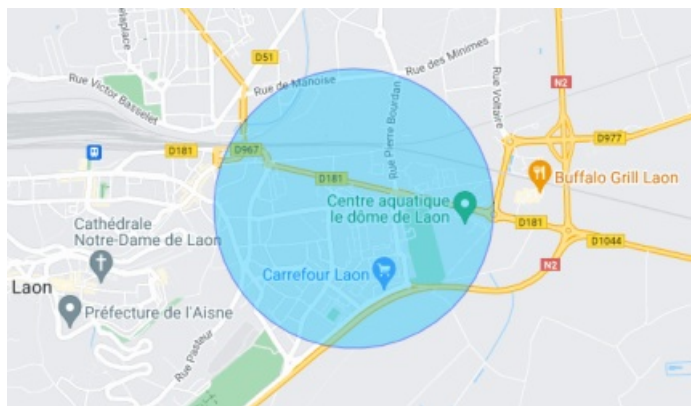 elaplace
D51
Rue des Minimes
Rue de Manoise
N2
Rue Victor Basselet
Rue Voltaire
Rue Pierre Bourdan
D977
D181
D967
D181
Buffalo Grill Laon
Centre aquatique
le dôme de Laon
D181
D1044
Cathédrale
Notre-Dame de Laon
N2
Carrefour Laon
Laon
Préfecture de l'Aisne
Rue Pasteur